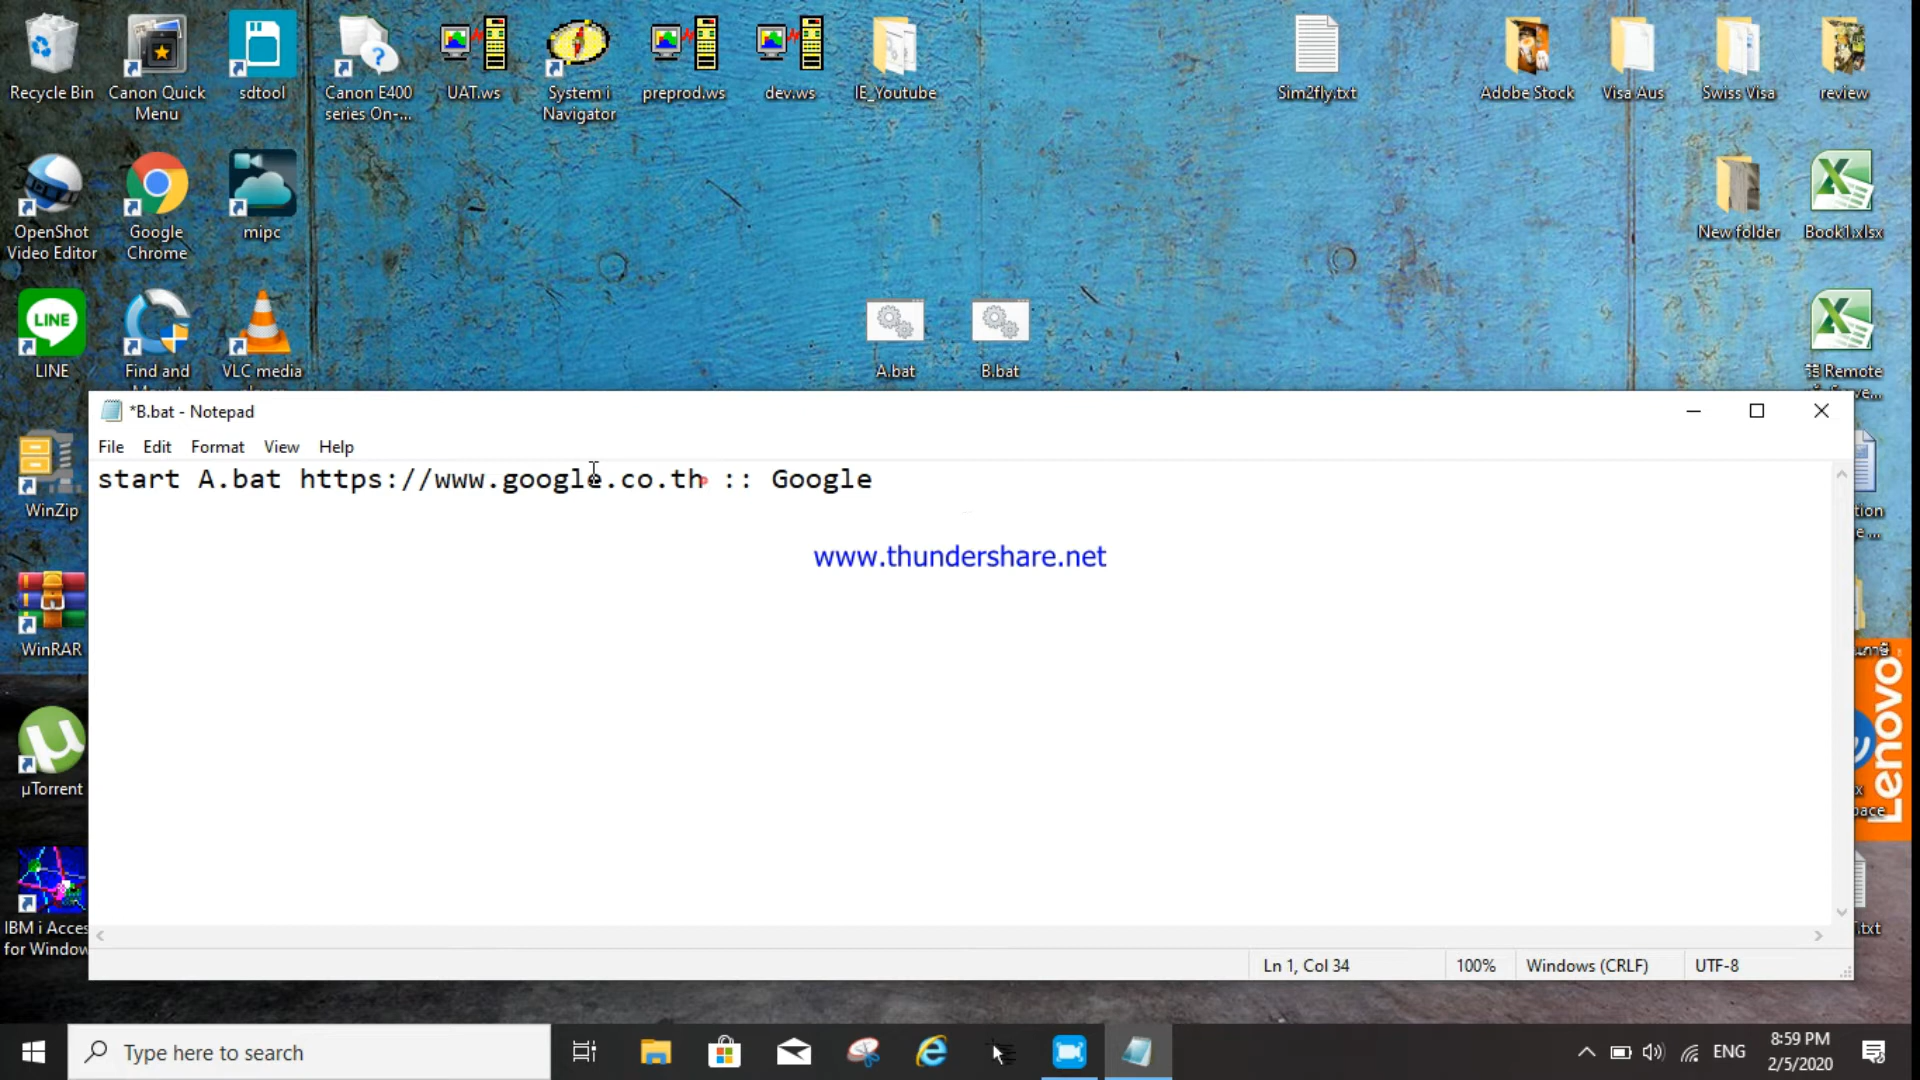 Recycle Bin
Canon Quick
Menu
sdtool
Canon E400
series On-...
UAT.ws
System i
Navigator
preprod.ws
dev.ws
IE_Youtube
Sim2fly.txt
Adobe Stock
Visa Aus
Swiss Visa
review
OpenShot
Video Editor
Google
Chrome
mipc
New folder
Book1.xlsx
LINE
LINE
Find and
VLC media
A.bat
B.bat
Remote
*B.bat - Notepad
File Edit Format View Help
start A.bat https://www.google.co.th :: Google
www.thundershare.net
WinZip
WinRAR
µTorrent
IBM i Acces
for Window
Lenovo
.txt
Ln 1, Col 34
100%
Windows (CRLF)
UTF-8
Type here to search
ENG
8:59 PM
2/5/2020